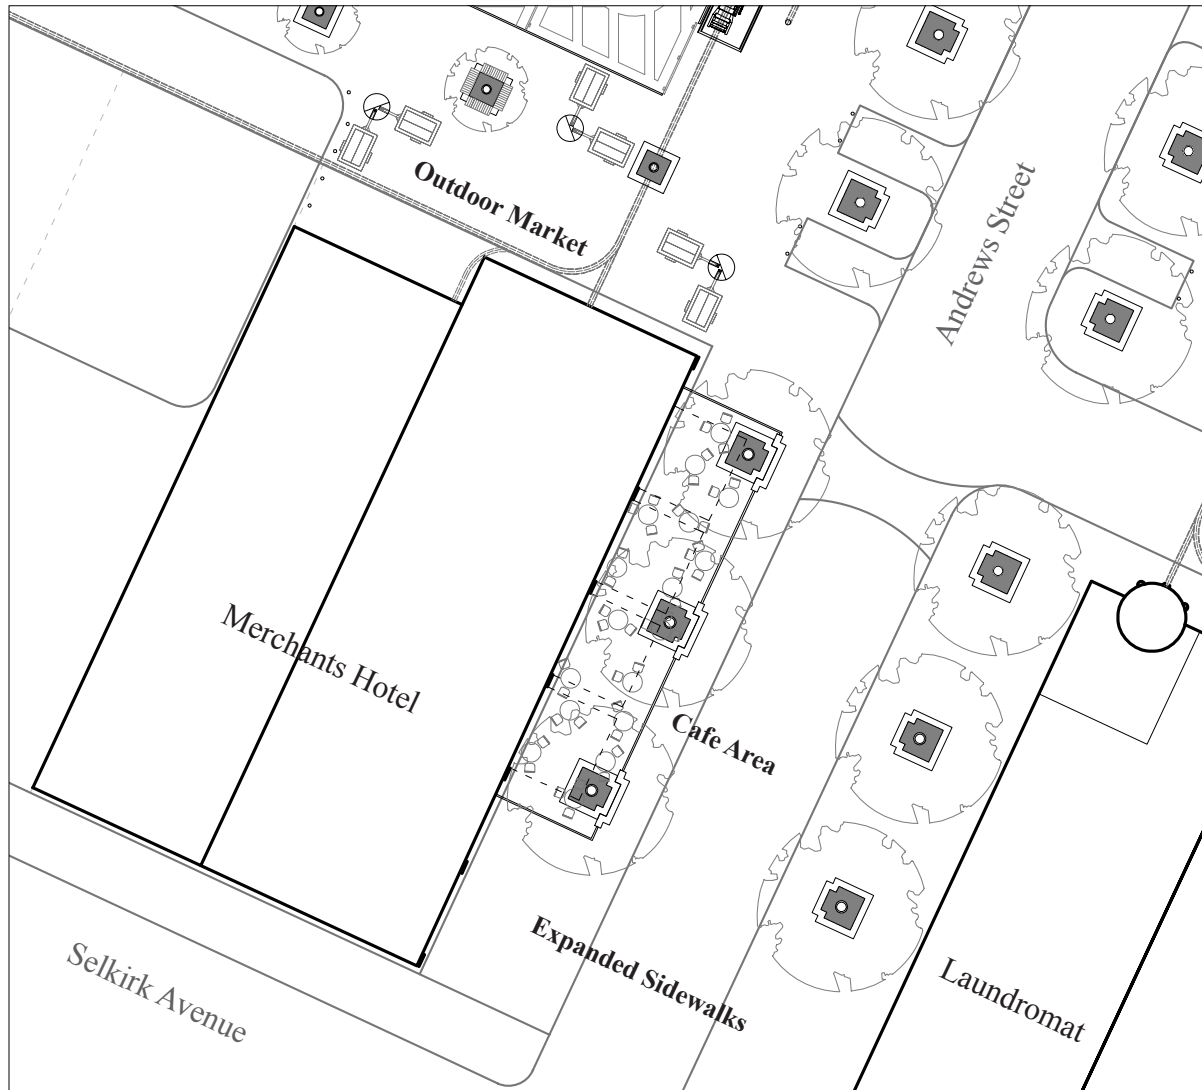 Outdoor Market
Andrews Street
Merchants Hotel
Cafe Area
Expanded Sidewalks
Selkirk Avenue
Laundromat